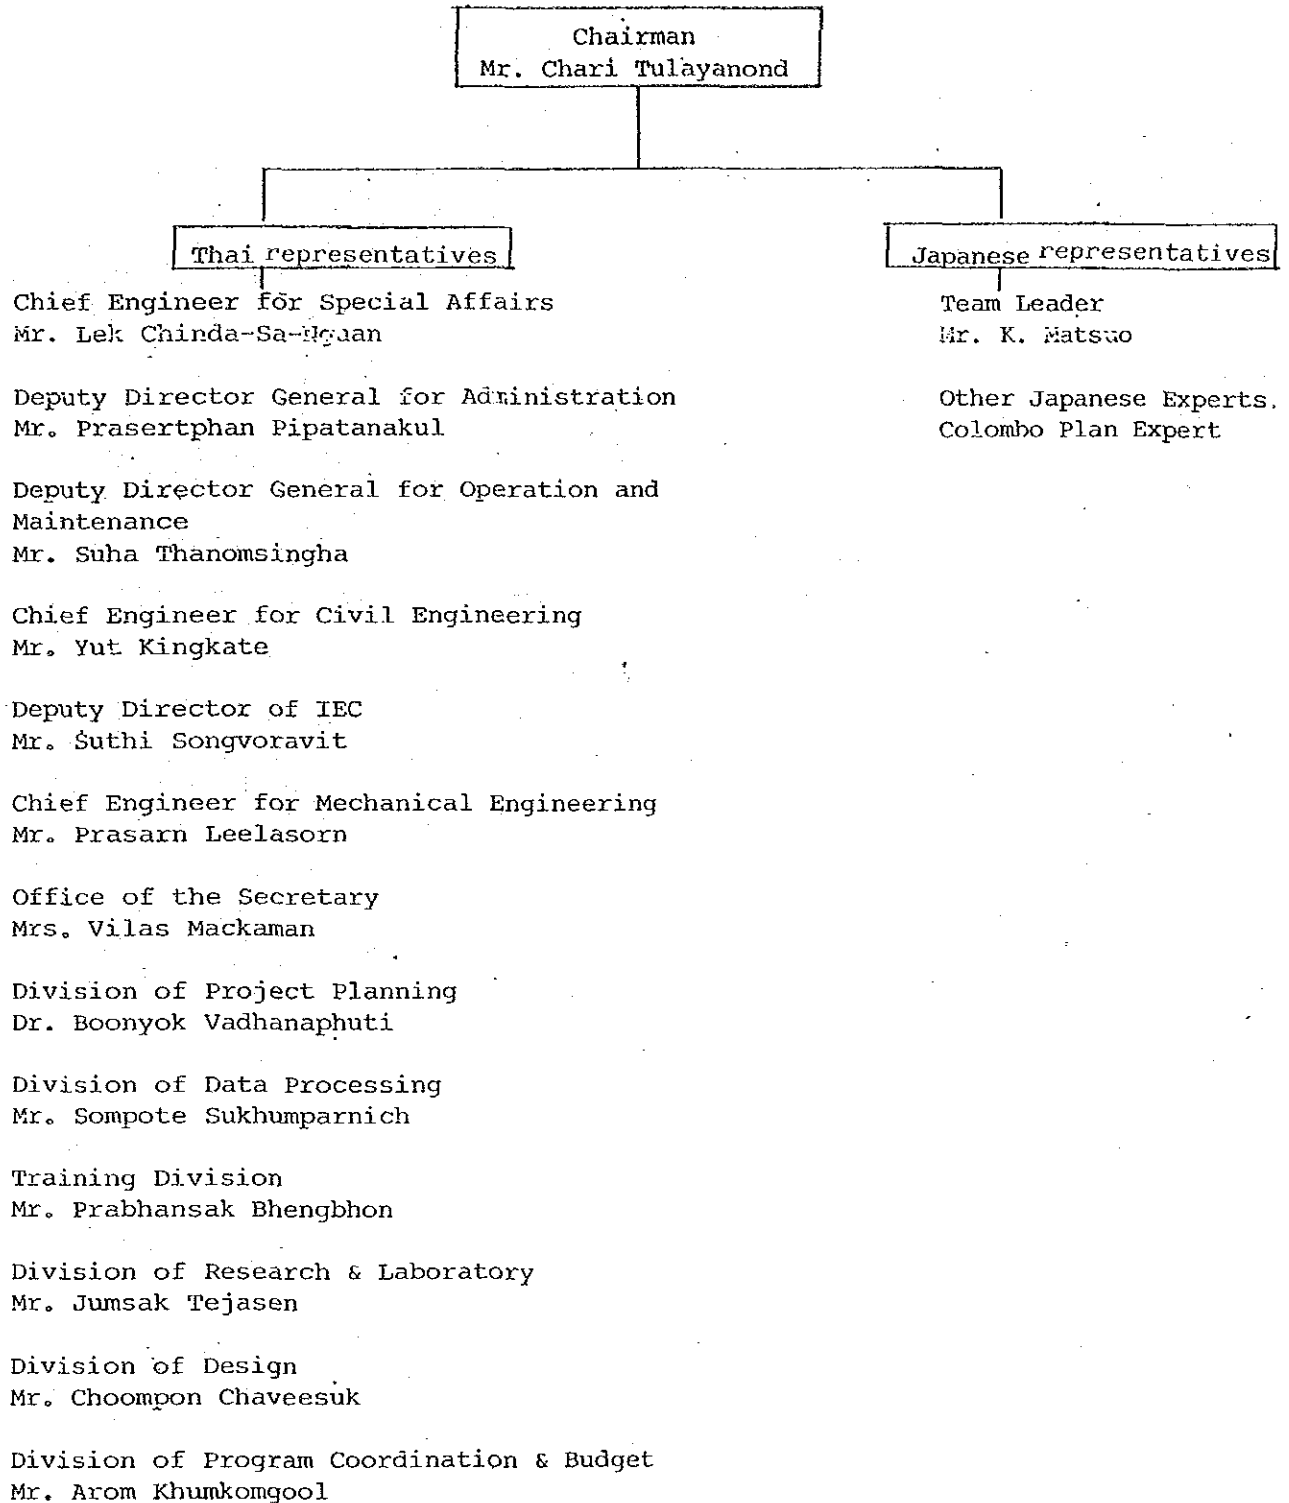 Chairman
Mr. Chari Tulayanond
Thai representatives
Chief Engineer for Special Affairs
Mr. Lek Chinda-Sa-Nguan
Deputy Director General for Administration
Mr. Prasertphan Pipatanakul
Deputy Director General for Operation and
Maintenance
Mr. Suha Thanomsingha
Chief Engineer for Civil Engineering
Mr. Yut Kingkate
Deputy Director of IEC
Mr. Suthi Songvoravit
Chief Engineer for Mechanical Engineering
Mr. Prasarn Leelasorn
Office of the Secretary
Mrs. Vilas Mackaman
Division of Project Planning
Dr. Boonyok Vadhanaphuti
Division of Data Processing
Mr. Sompote Sukhumparnich
Training Division
Mr. Prabhansak Bhengbhon
Division of Research & Laboratory
Mr. Jumsak Tejasen
Division of Design
Mr. Choompon Chaveesuk
Division of Program Coordination & Budget
Mr. Arom Khumkomgool
Japanese representatives
Team Leader
Mr. K. Matsuo
Other Japanese Experts.
Colombo Plan Expert